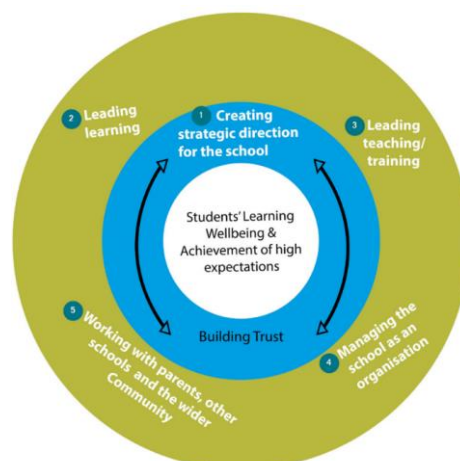 1 Creating
strategic direction
for the school
2 Leading
learning
3 Leading
teaching/
training
Students' Learning
Wellbeing &
Achievement of high
expectations
Building Trust
4 Managing the
school as an
organisation
5 Working with parents, other
schools and the wider
Community